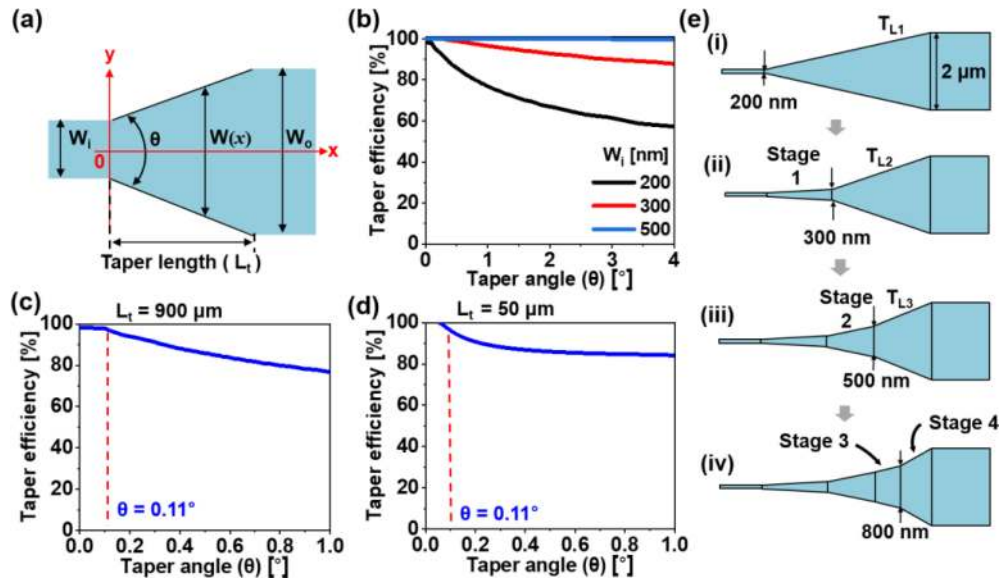 (a)
y
W_i
θ
W(x)
W_o
x
0
Taper length ( L_t)
(b)
100
80
60
40
20
0
Taper efficiency [%]
W_i [nm]
200
300
500
0 1 2 3 4
Taper angle (θ) [°]
(c)
L_t = 900 μm
100
80
60
40
20
0
Taper efficiency [%]
θ = 0.11°
0.0 0.2 0.4 0.6 0.8 1.0
Taper angle (θ) [°]
(d)
L_t = 50 μm
100
80
60
40
20
0
Taper efficiency [%]
θ = 0.11°
0.0 0.2 0.4 0.6 0.8 1.0
Taper angle (θ) [°]
(e)
(i)
T_L1
2 μm
200 nm
(ii)
Stage
1
T_L2
300 nm
(iii)
Stage
2
T_L3
500 nm
(iv)
Stage 3
Stage 4
800 nm